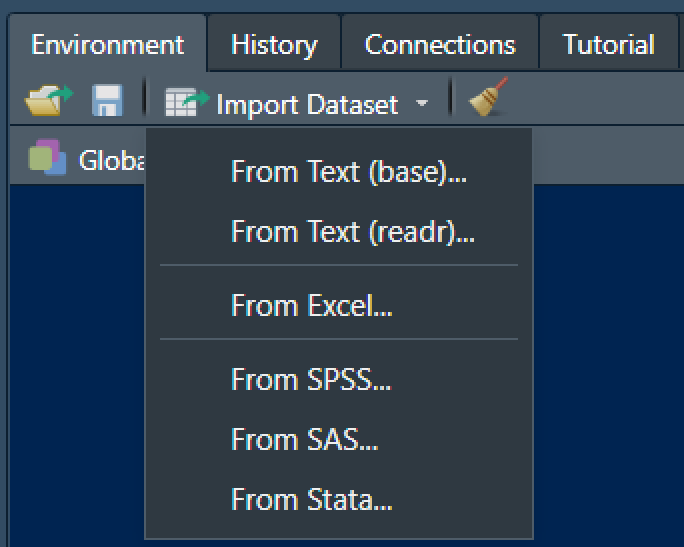 Environment History Connections Tutorial
Import Dataset
Globa
From Text (base)...
From Text (readr)...
From Excel...
From SPSS...
From SAS...
From Stata...